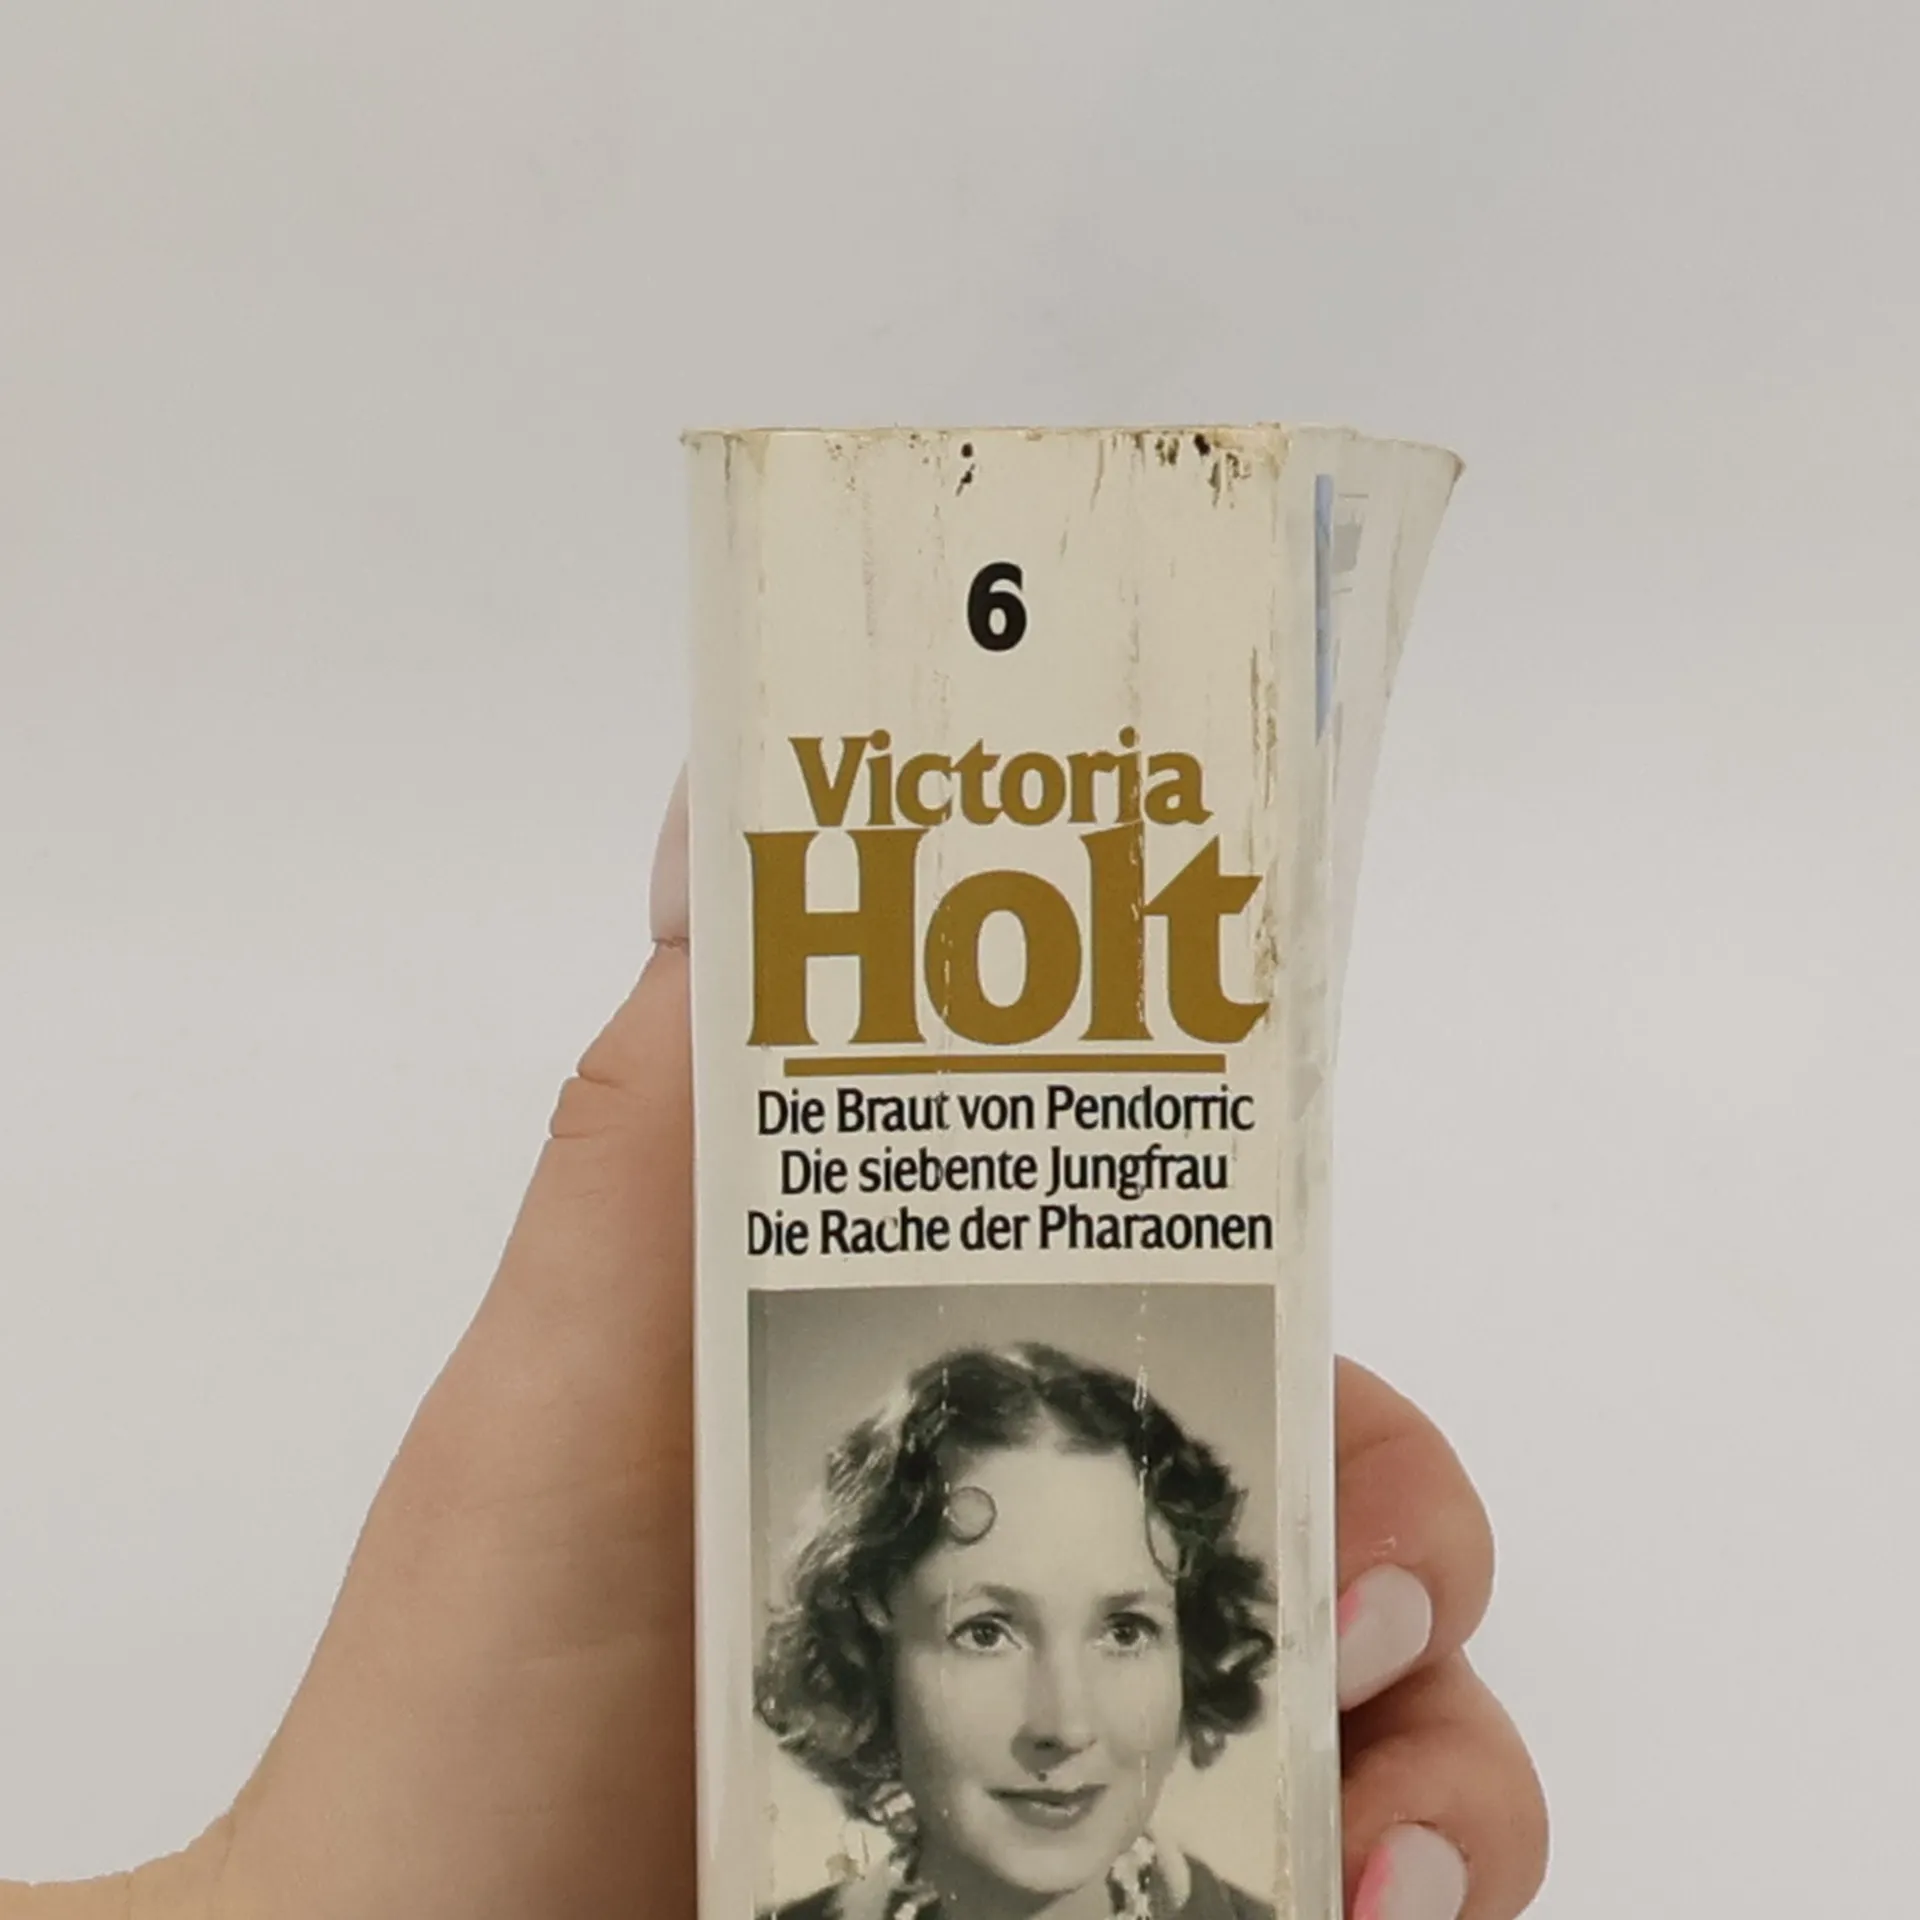 6
Victoria
Holt
Die Braut von Pendorric
Die siebente Jungfrau
Die Rache der Pharaonen